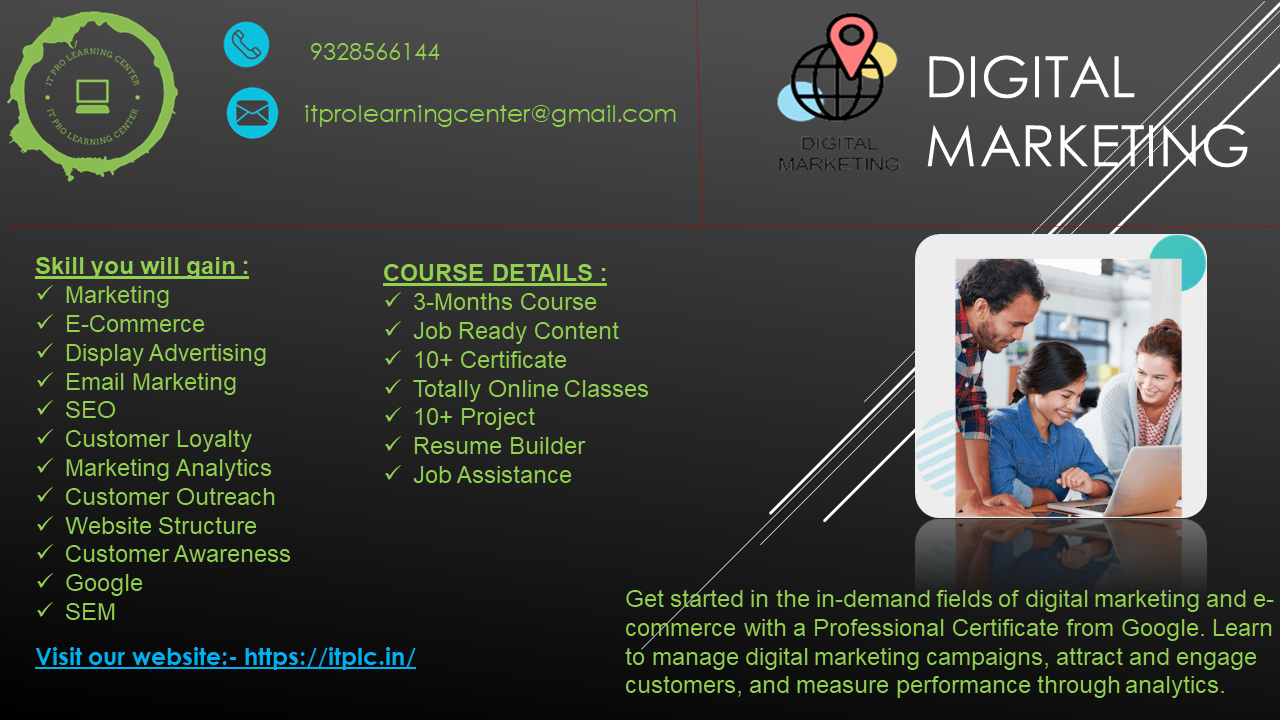 IT PRO LEARNING CENTER
IT PRO LEARNING CENTER
9328566144
itprolearningcenter@gmail.com
DIGITAL
MARKETING
DIGITAL
MARKETING
Skill you will gain :
✓ Marketing
✓ E-Commerce
✓ Display Advertising
✓ Email Marketing
✓ SEO
✓ Customer Loyalty
✓ Marketing Analytics
✓ Customer Outreach
✓ Website Structure
✓ Customer Awareness
✓ Google
✓ SEM
Visit our website:- https://itplc.in/
COURSE DETAILS :
✓ 3-Months Course
✓ Job Ready Content
✓ 10+ Certificate
✓ Totally Online Classes
✓ 10+ Project
✓ Resume Builder
✓ Job Assistance
Get started in the in-demand fields of digital marketing and e-
commerce with a Professional Certificate from Google. Learn
to manage digital marketing campaigns, attract and engage
customers, and measure performance through analytics.